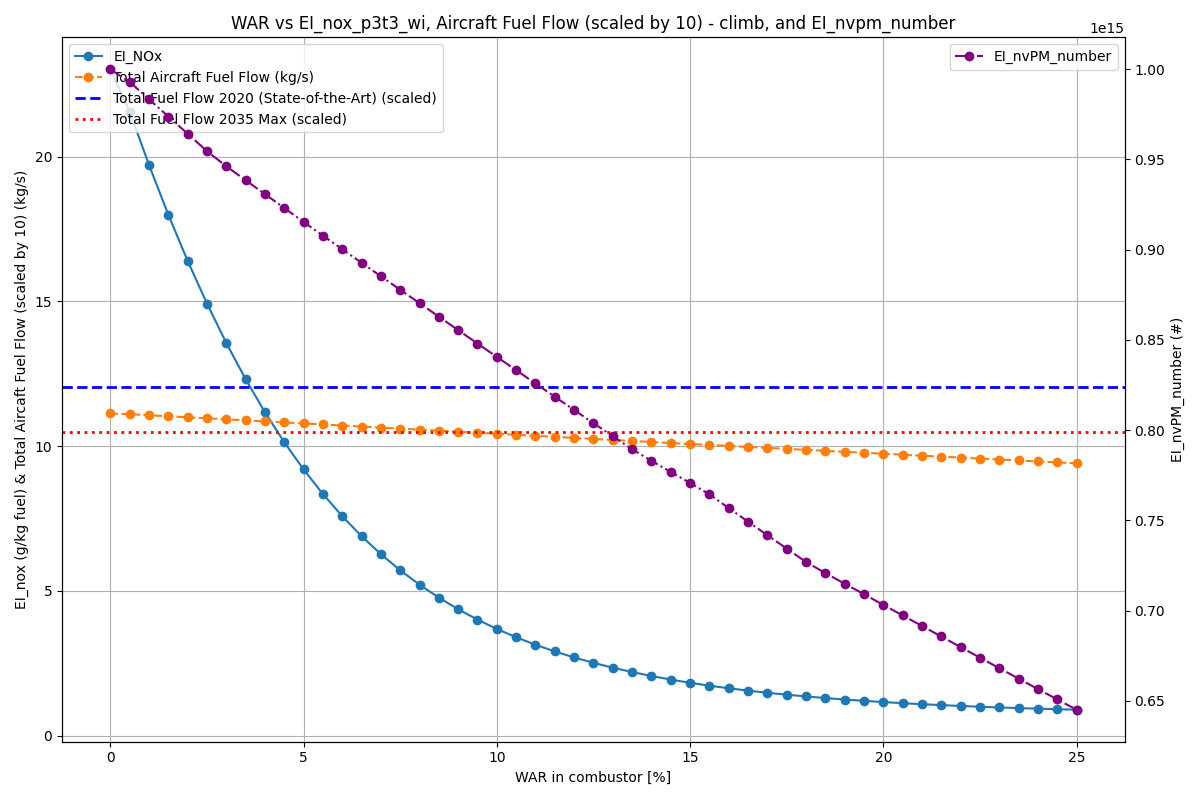 WAR vs EI_nox_p3t3_wi, Aircraft Fuel Flow (scaled by 10) - climb, and EI_nvpm_number
1e15
EI_NOx
Total Aircraft Fuel Flow (kg/s)
Total Fuel Flow 2020 (State-of-the-Art) (scaled)
Total Fuel Flow 2035 Max (scaled)
EI_nvPM_number
EI_nox (g/kg fuel) & Total Aircraft Fuel Flow (scaled by 10) (kg/s)
20
15
10
5
0
0
5
10
15
20
25
WAR in combustor [%]
1.00
0.95
0.90
0.85
0.80
0.75
0.70
0.65
EI_nvPM_number (#)